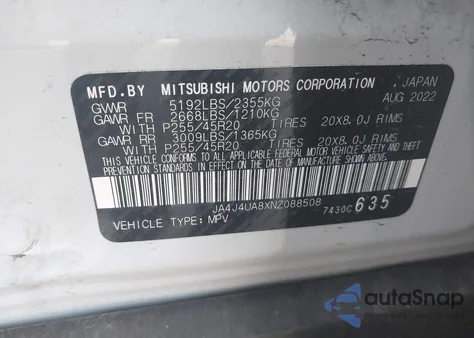 MFD.BY MITSUBISHI MOTORS CORPORATION , JAPAN
GVWR 5192LBS/2355KG AUG 2022
GAWR FR 2668LBS/1210KG
WITH P255/45R20 TIRES 20X8.0J RIMS
GAWR RR 3009LBS/1365KG
WITH P255/45R20 TIRES 20X8.0J RIMS
THIS VEHICLE CONFORMS TO ALL APPLICABLE FEDERAL
MOTOR VEHICLE SAFETY, BUMPER AND THEFT PREVENTION
STANDARDS IN EFFECT ON THE DATE OF MANUFACTURE
SHOWN ABOVE.
JA4J4UA8XNZ088508
VEHICLE TYPE: MPV 7430C 635
autoSnap